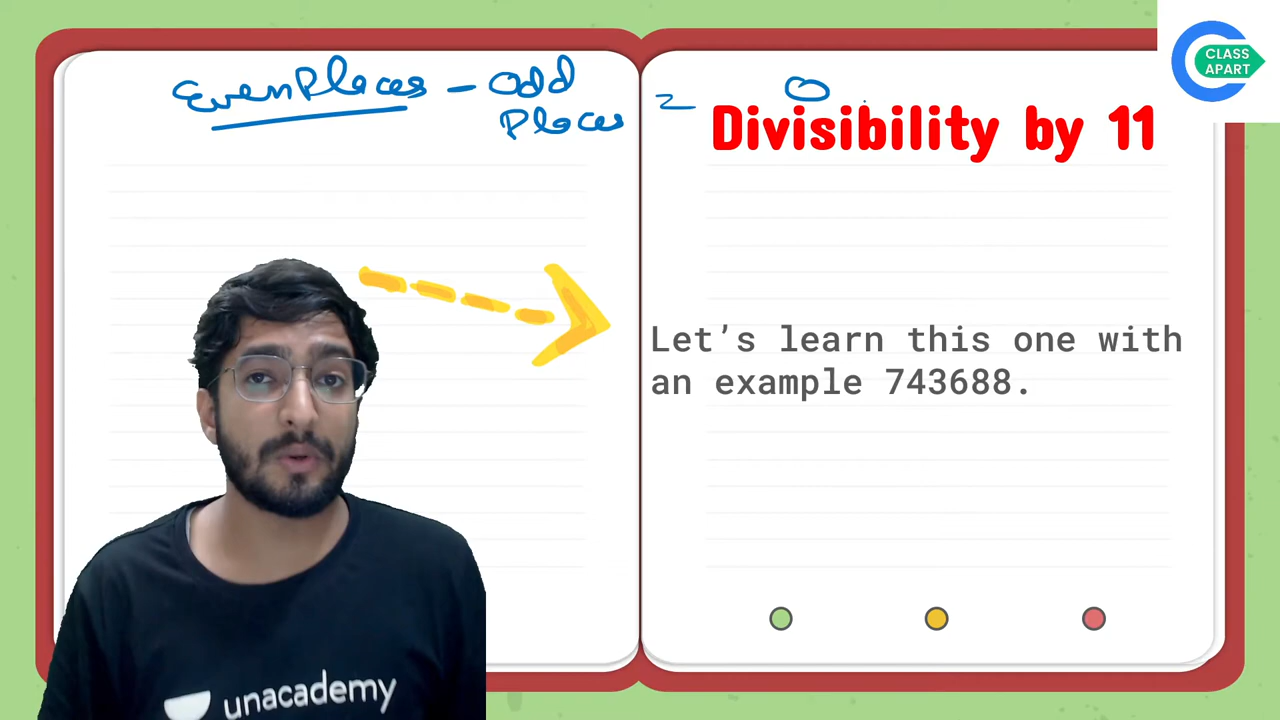 CLASS
APART
Even Places - Odd
Places = 0
Divisibility by 11
Let's learn this one with
an example 743688.
unacademy